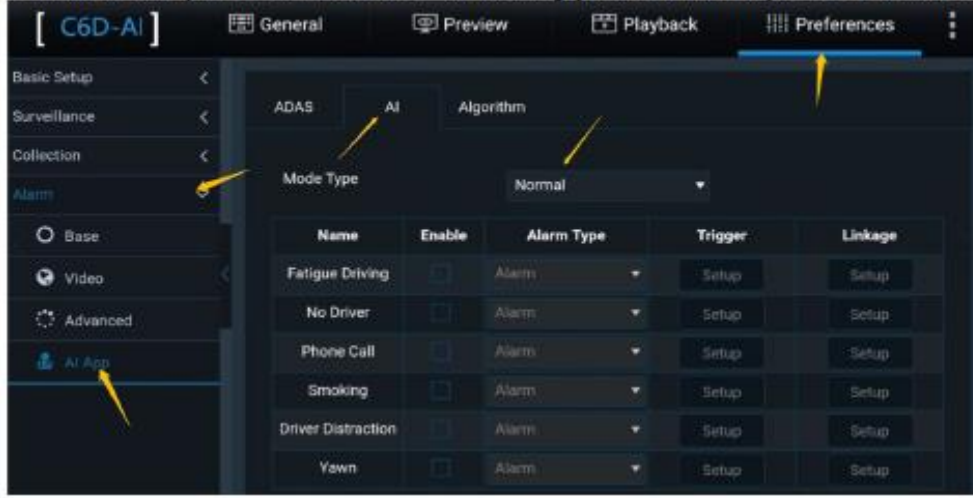 [ C6D-AI ] General Preview Playback Preferences
Basic Setup
Surveillance
Collection
Alarm
Base
Video
Advanced
AI App
ADAS AI Algorithm
Mode Type Normal
Name Enable Alarm Type Trigger Linkage
Fatigue Driving Alarm Setup Setup
No Driver Alarm Setup Setup
Phone Call Alarm Setup Setup
Smoking Alarm Setup Setup
Driver Distraction Alarm Setup Setup
Yawn Alarm Setup Setup